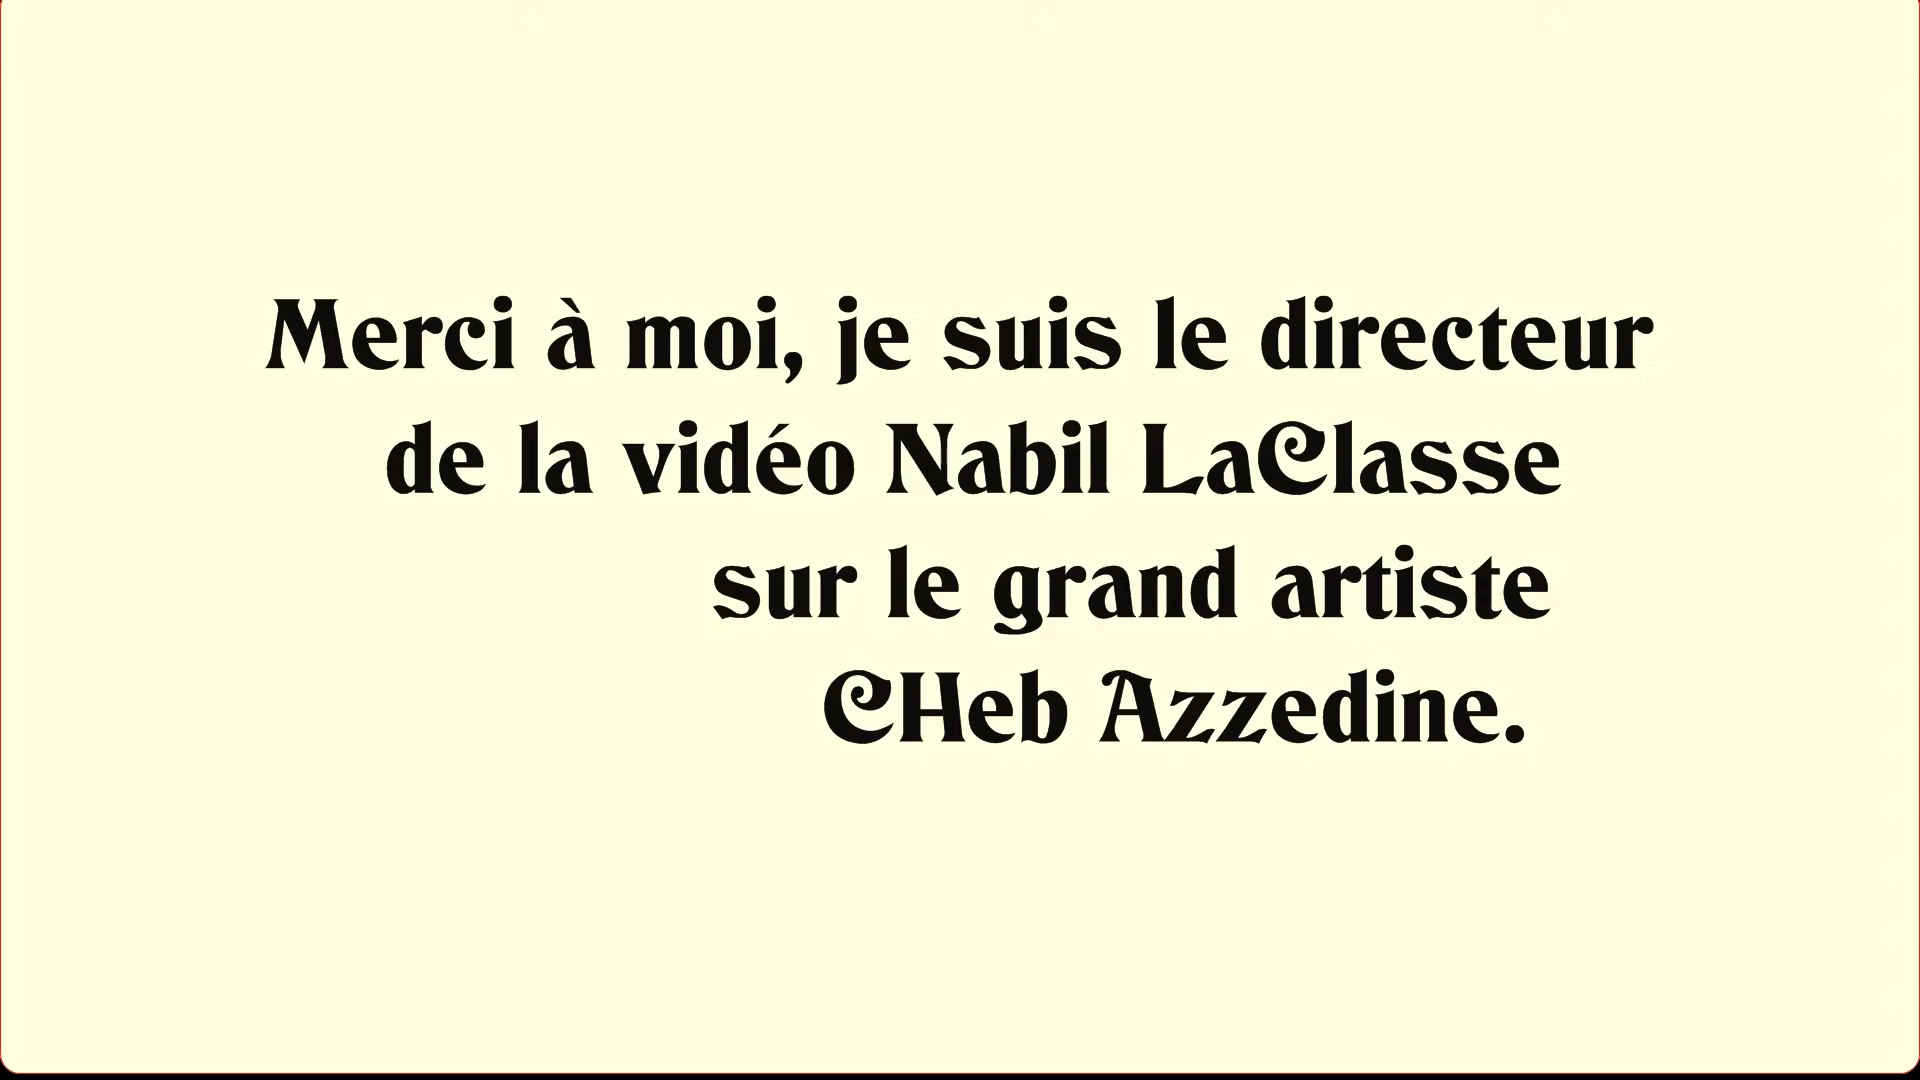 Merci à moi, je suis le directeur
de la vidéo Nabil LaClasse
sur le grand artiste
CHeb Azzedine.